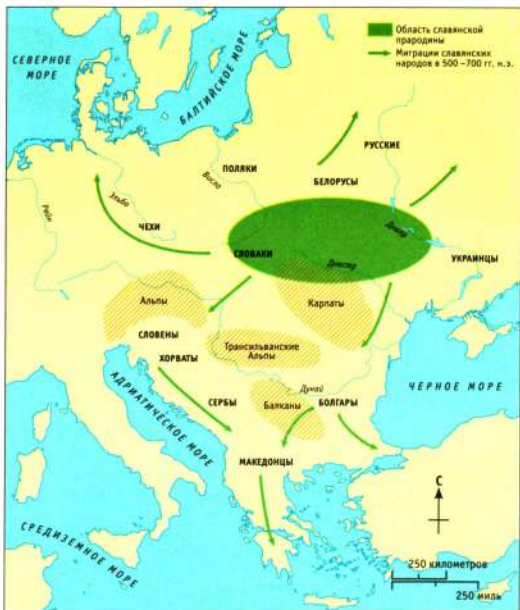 Область славянской
прародины
Миграции славянских
народов в 500–700 гг. н.э.
СЕВЕРНОЕ
МОРЕ
БАЛТИЙСКОЕ МОРЕ
РУССКИЕ
ПОЛЯКИ
БЕЛОРУСЫ
Висла
Эльба
Рейн
ЧЕХИ
Днепр
СЛОВАКИ
Днестр
УКРАИНЦЫ
Альпы
Карпаты
СЛОВЕНЫ
Трансильванские
Альпы
ХОРВАТЫ
ЧЕРНОЕ МОРЕ
АДРИАТИЧЕСКОЕ МОРЕ
СЕРБЫ
Дунай
Балканы
БОЛГАРЫ
МАКЕДОНЦЫ
С
СРЕДИЗЕМНОЕ МОРЕ
250 километров
250 миль